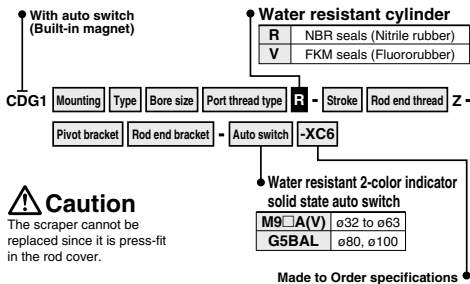 With auto switch
(Built-in magnet)
Water resistant cylinder
R NBR seals (Nitrile rubber)
V FKM seals (Fluororubber)
CDG1 Mounting Type Bore size Port thread type R - Stroke Rod end thread Z -
Pivot bracket Rod end bracket - Auto switch -XC6
Water resistant 2-color indicator
solid state auto switch
M9□A(V) ø32 to ø63
G5BAL ø80, ø100
Caution
The scraper cannot be
replaced since it is press-fit
in the rod cover.
Made to Order specifications